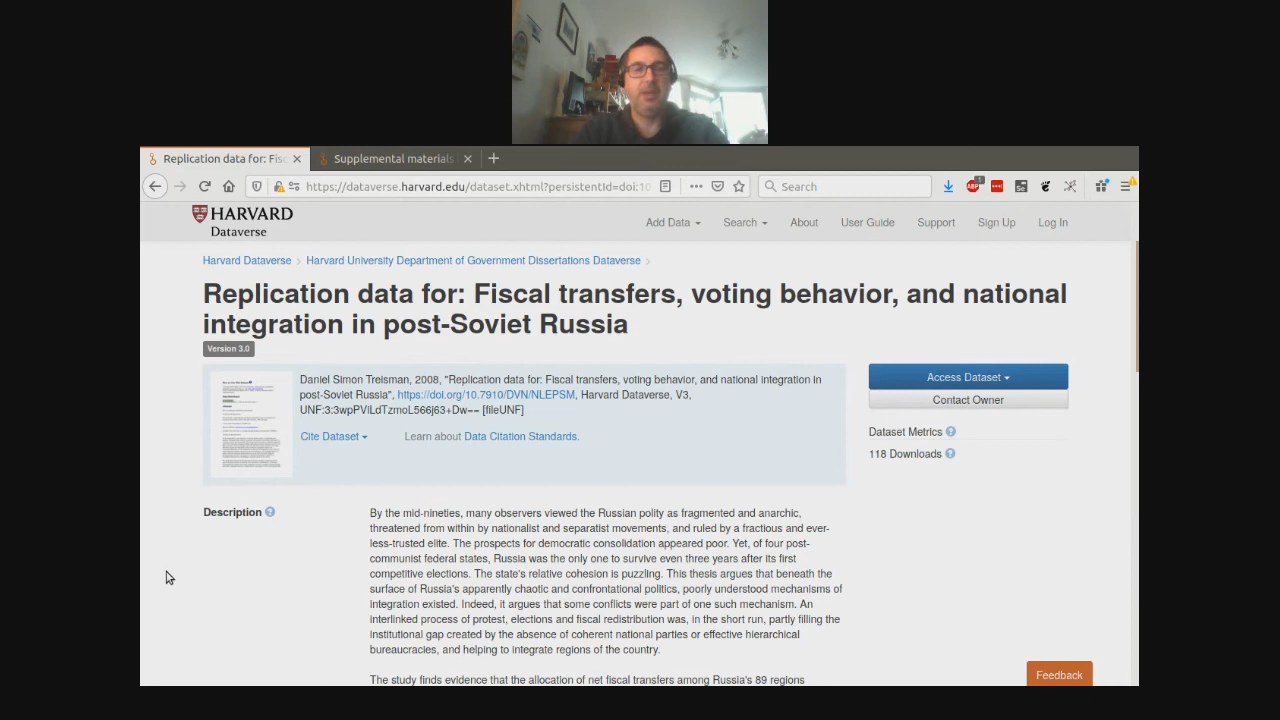 Replication data for: Fis
Supplemental materials
https://dataverse.harvard.edu/dataset.xhtml?persistentId=doi:10
Search
HARVARD
Dataverse
Add Data
Search
About
User Guide
Support
Sign Up
Log In
Harvard Dataverse > Harvard University Department of Government Dissertations Dataverse >
Replication data for: Fiscal transfers, voting behavior, and national
integration in post-Soviet Russia
Version 3.0
Daniel Simon Treisman, 2008, "Replication data for: Fiscal transfers, voting behavior, and national integration in
post-Soviet Russia", https://doi.org/10.7910/DVN/NLEPSM, Harvard Dataverse, V3,
[fileUNF]
Cite Dataset
Learn about Data Citation Standards.
Access Dataset
Contact Owner
Dataset Metrics
118 Downloads
Description
By the mid-nineties, many observers viewed the Russian polity as fragmented and anarchic,
threatened from within by nationalist and separatist movements, and ruled by a fractious and ever-
less-trusted elite. The prospects for democratic consolidation appeared poor. Yet, of four post-
communist federal states, Russia was the only one to survive even three years after its first
competitive elections. The state's relative cohesion is puzzling. This thesis argues that beneath the
surface of Russia's apparently chaotic and confrontational politics, poorly understood mechanisms of
integration existed. Indeed, it argues that some conflicts were part of one such mechanism. An
interlinked process of protest, elections and fiscal redistribution was, in the short run, partly filling the
institutional gap created by the absence of coherent national parties or effective hierarchical
bureaucracies, and helping to integrate regions of the country.
The study finds evidence that the allocation of net fiscal transfers among Russia's 89 regions
Feedback